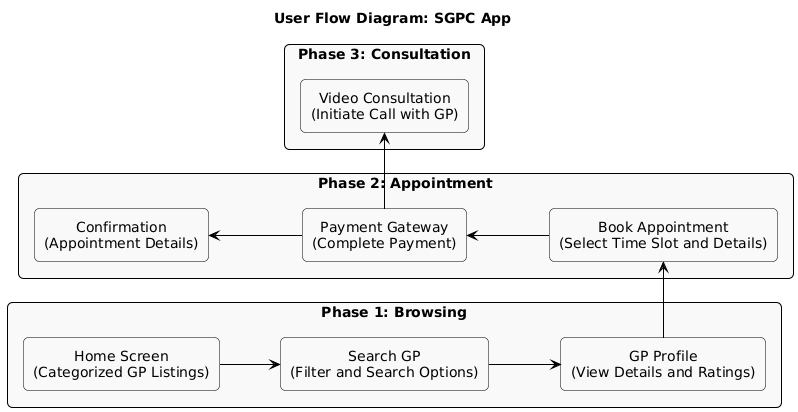 User Flow Diagram: SGPC App
Phase 3: Consultation
Video Consultation
(Initiate Call with GP)
Phase 2: Appointment
Confirmation
(Appointment Details)
Payment Gateway
(Complete Payment)
Book Appointment
(Select Time Slot and Details)
Phase 1: Browsing
Home Screen
(Categorized GP Listings)
Search GP
(Filter and Search Options)
GP Profile
(View Details and Ratings)